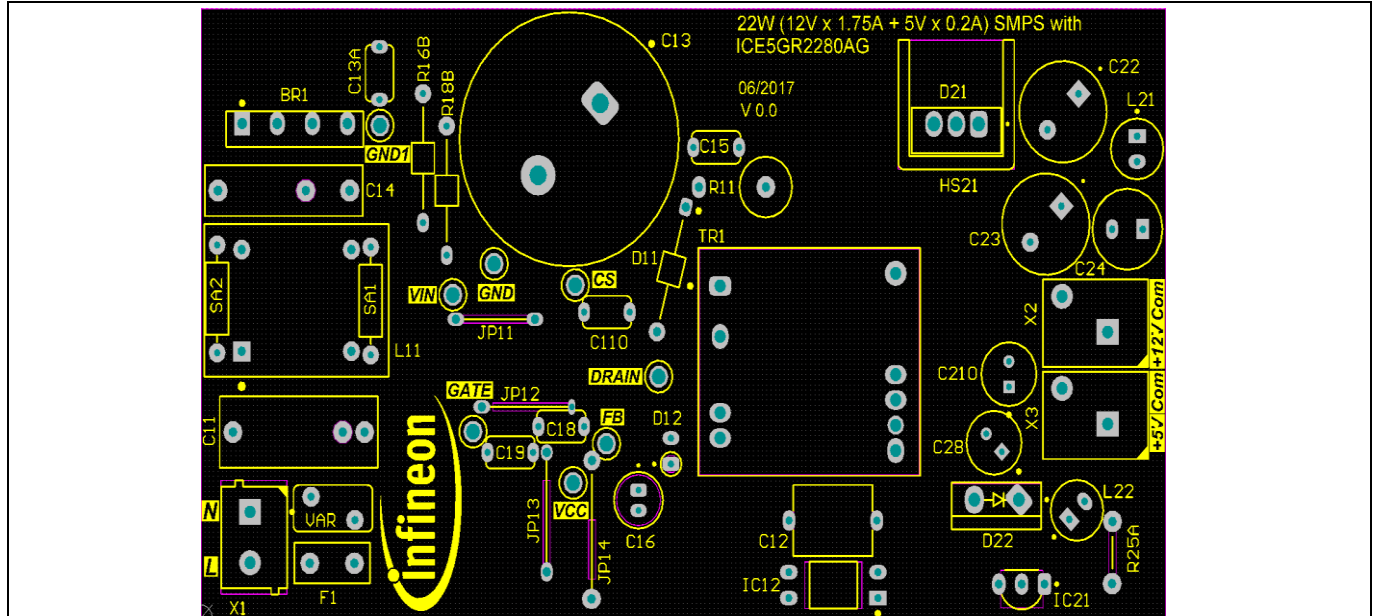 22W (12V x 1.75A + 5V x 0.2A) SMPS with
ICE5GR2280AG
06/2017
V 0.0
C13A
R16B
R18B
C13
BR1
GND1
C14
C15
R11
D21
HS21
C22
L21
C23
C24
TR1
D11
SA2
SA1
L11
VIN
GND
CS
JP11
C110
DRAIN
X2
+12V Com
C210
X3
+5V Com
C28
GATE
JP12
FB
C18
D12
C19
VCC
C11
N
L
VAR
F1
X1
infineon
JP13
JP14
C16
C12
IC12
D22
L22
R25A
IC21